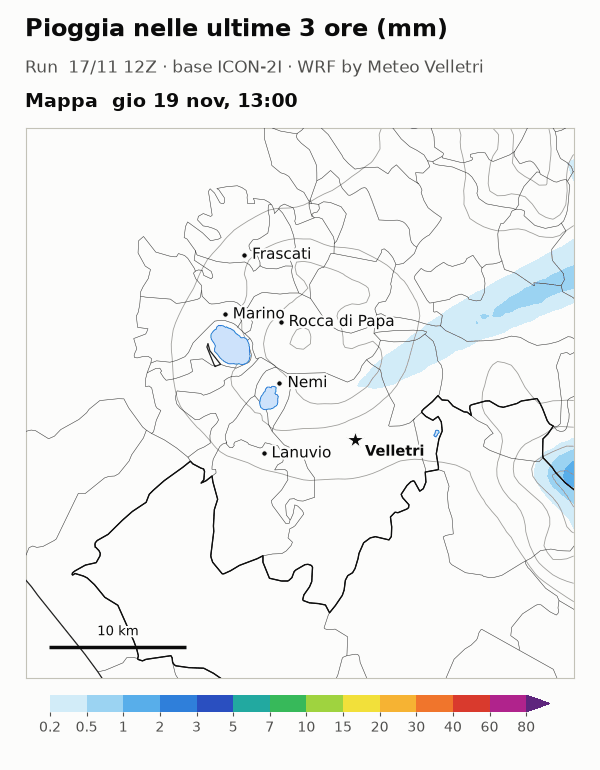 Pioggia nelle ultime 3 ore (mm)
Run  17/11 12Z · base ICON-2I · WRF by Meteo Velletri
Mappa  gio 19 nov, 13:00
Frascati
Marino
Rocca di Papa
Nemi
Velletri
Lanuvio
10 km
0.2 0.5 1 2 3 5 7 10 15 20 30 40 60 80